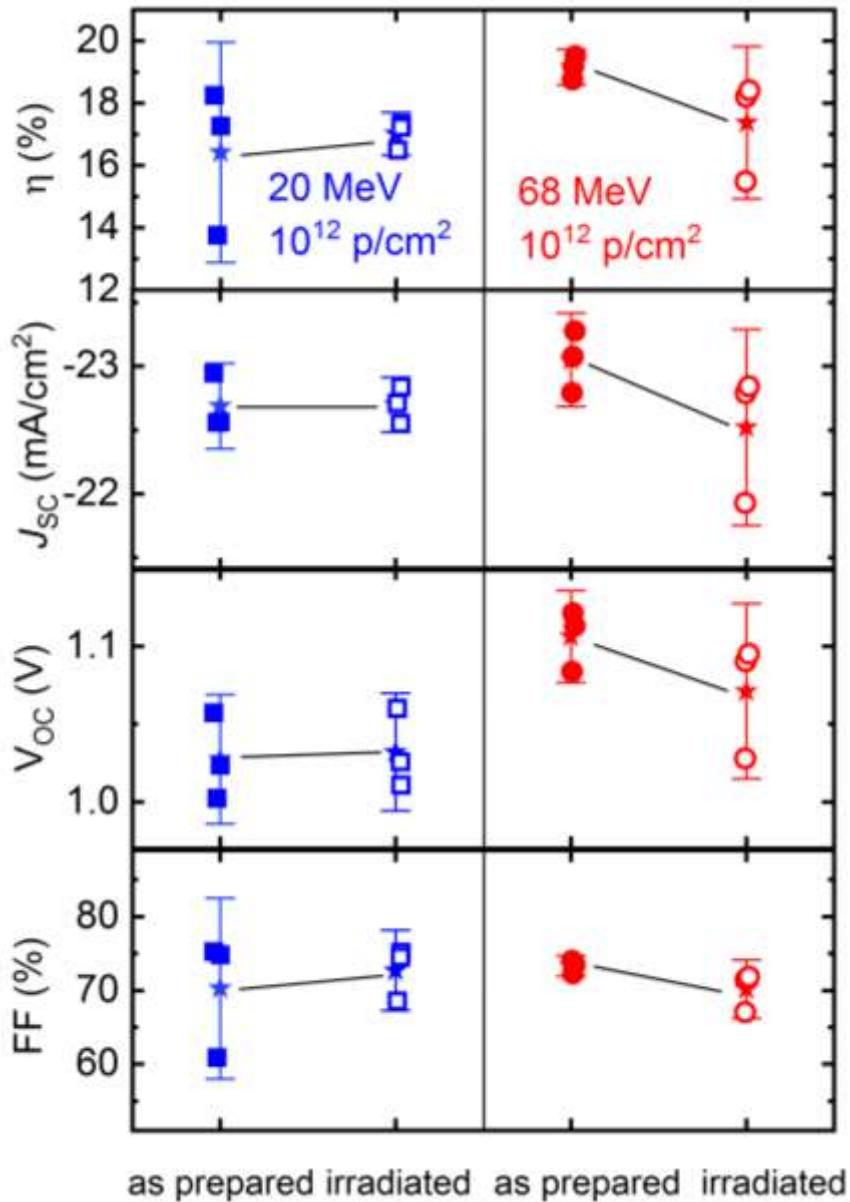 η (%)
20
18
16
14
12
20 MeV
10¹² p/cm²
68 MeV
10¹² p/cm²
J_SC (mA/cm²)
-23
-22
V_OC (V)
1.1
1.0
FF (%)
80
70
60
as prepared irradiated as prepared irradiated